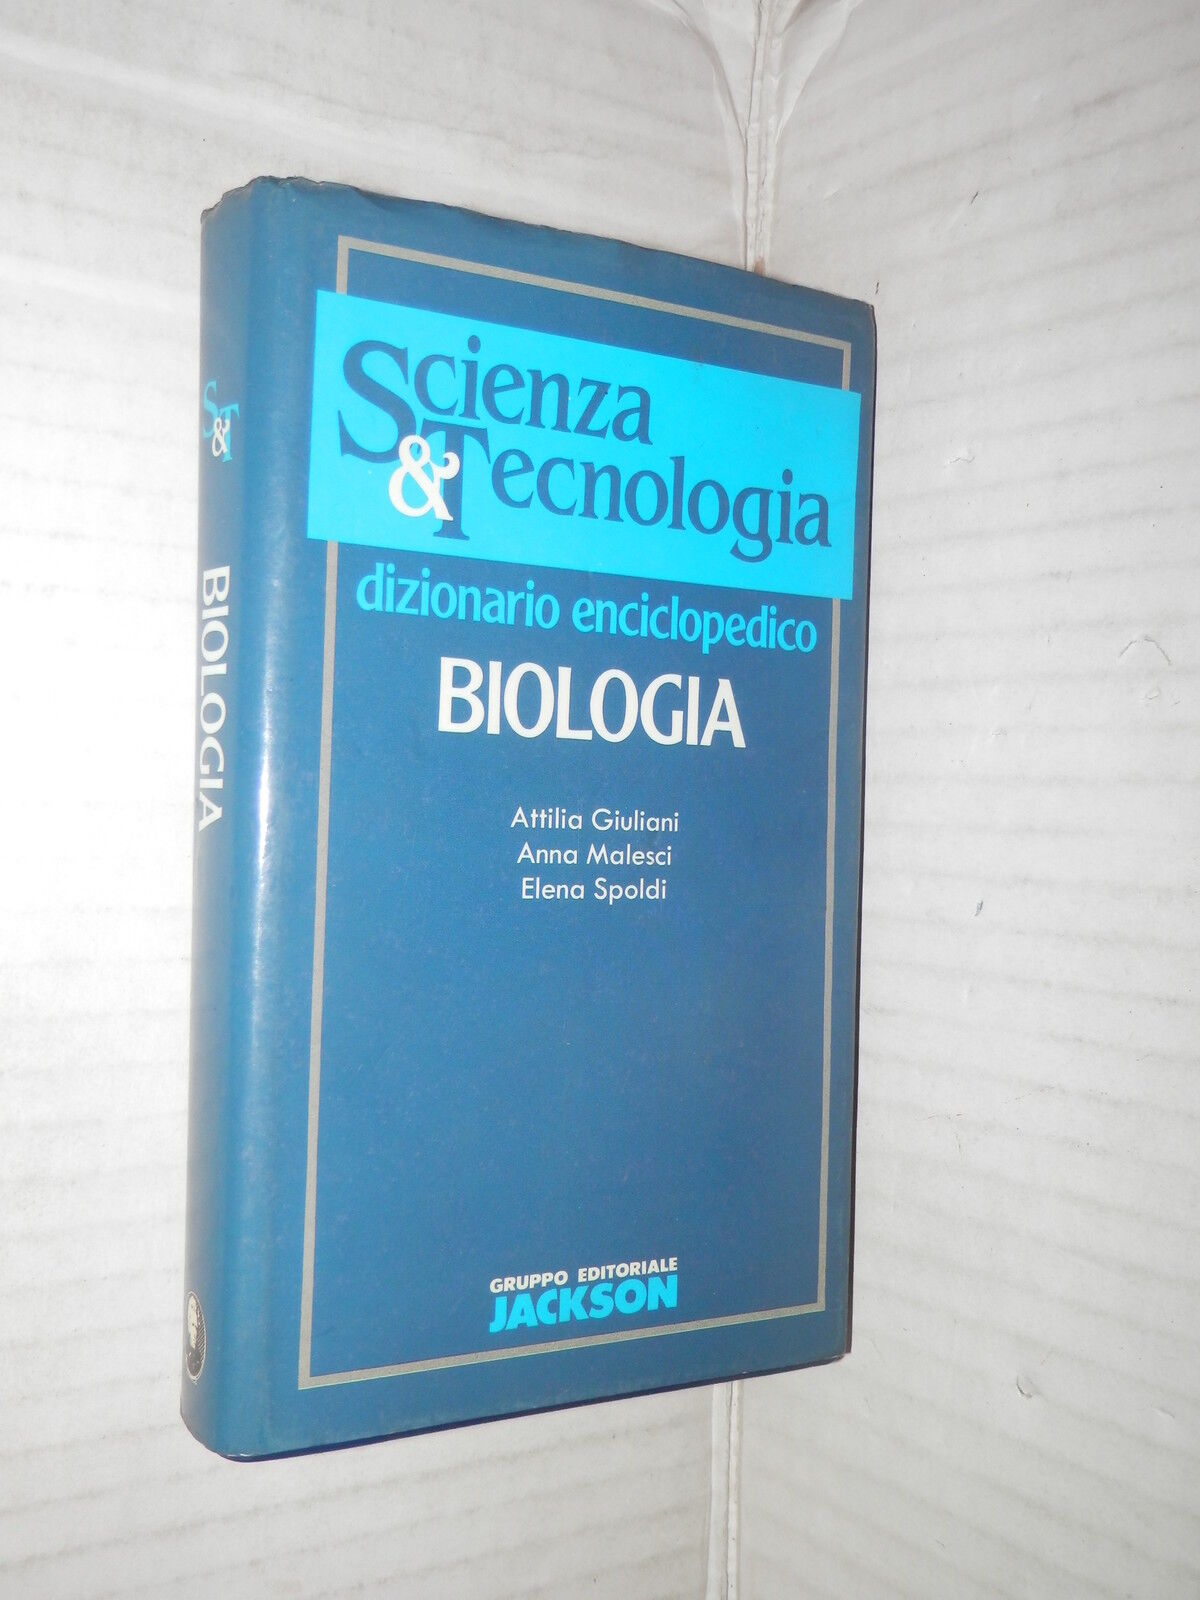 Scienza
& Tecnologia
dizionario enciclopedico
BIOLOGIA
Attilia Giuliani
Anna Malesci
Elena Spoldi
GRUPPO EDITORIALE
JACKSON
S&T
BIOLOGIA